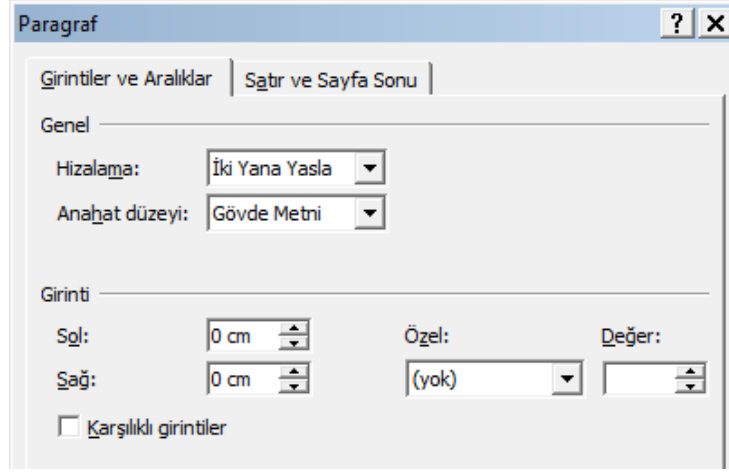 Paragraf
Girintiler ve Aralıklar Satır ve Sayfa Sonu
Genel
Hizalama: İki Yana Yasla
Anahat düzeyi: Gövde Metni
Girinti
Sol: 0 cm Özel: Değer:
Sağ: 0 cm (yok)
Karşılıklı girintiler